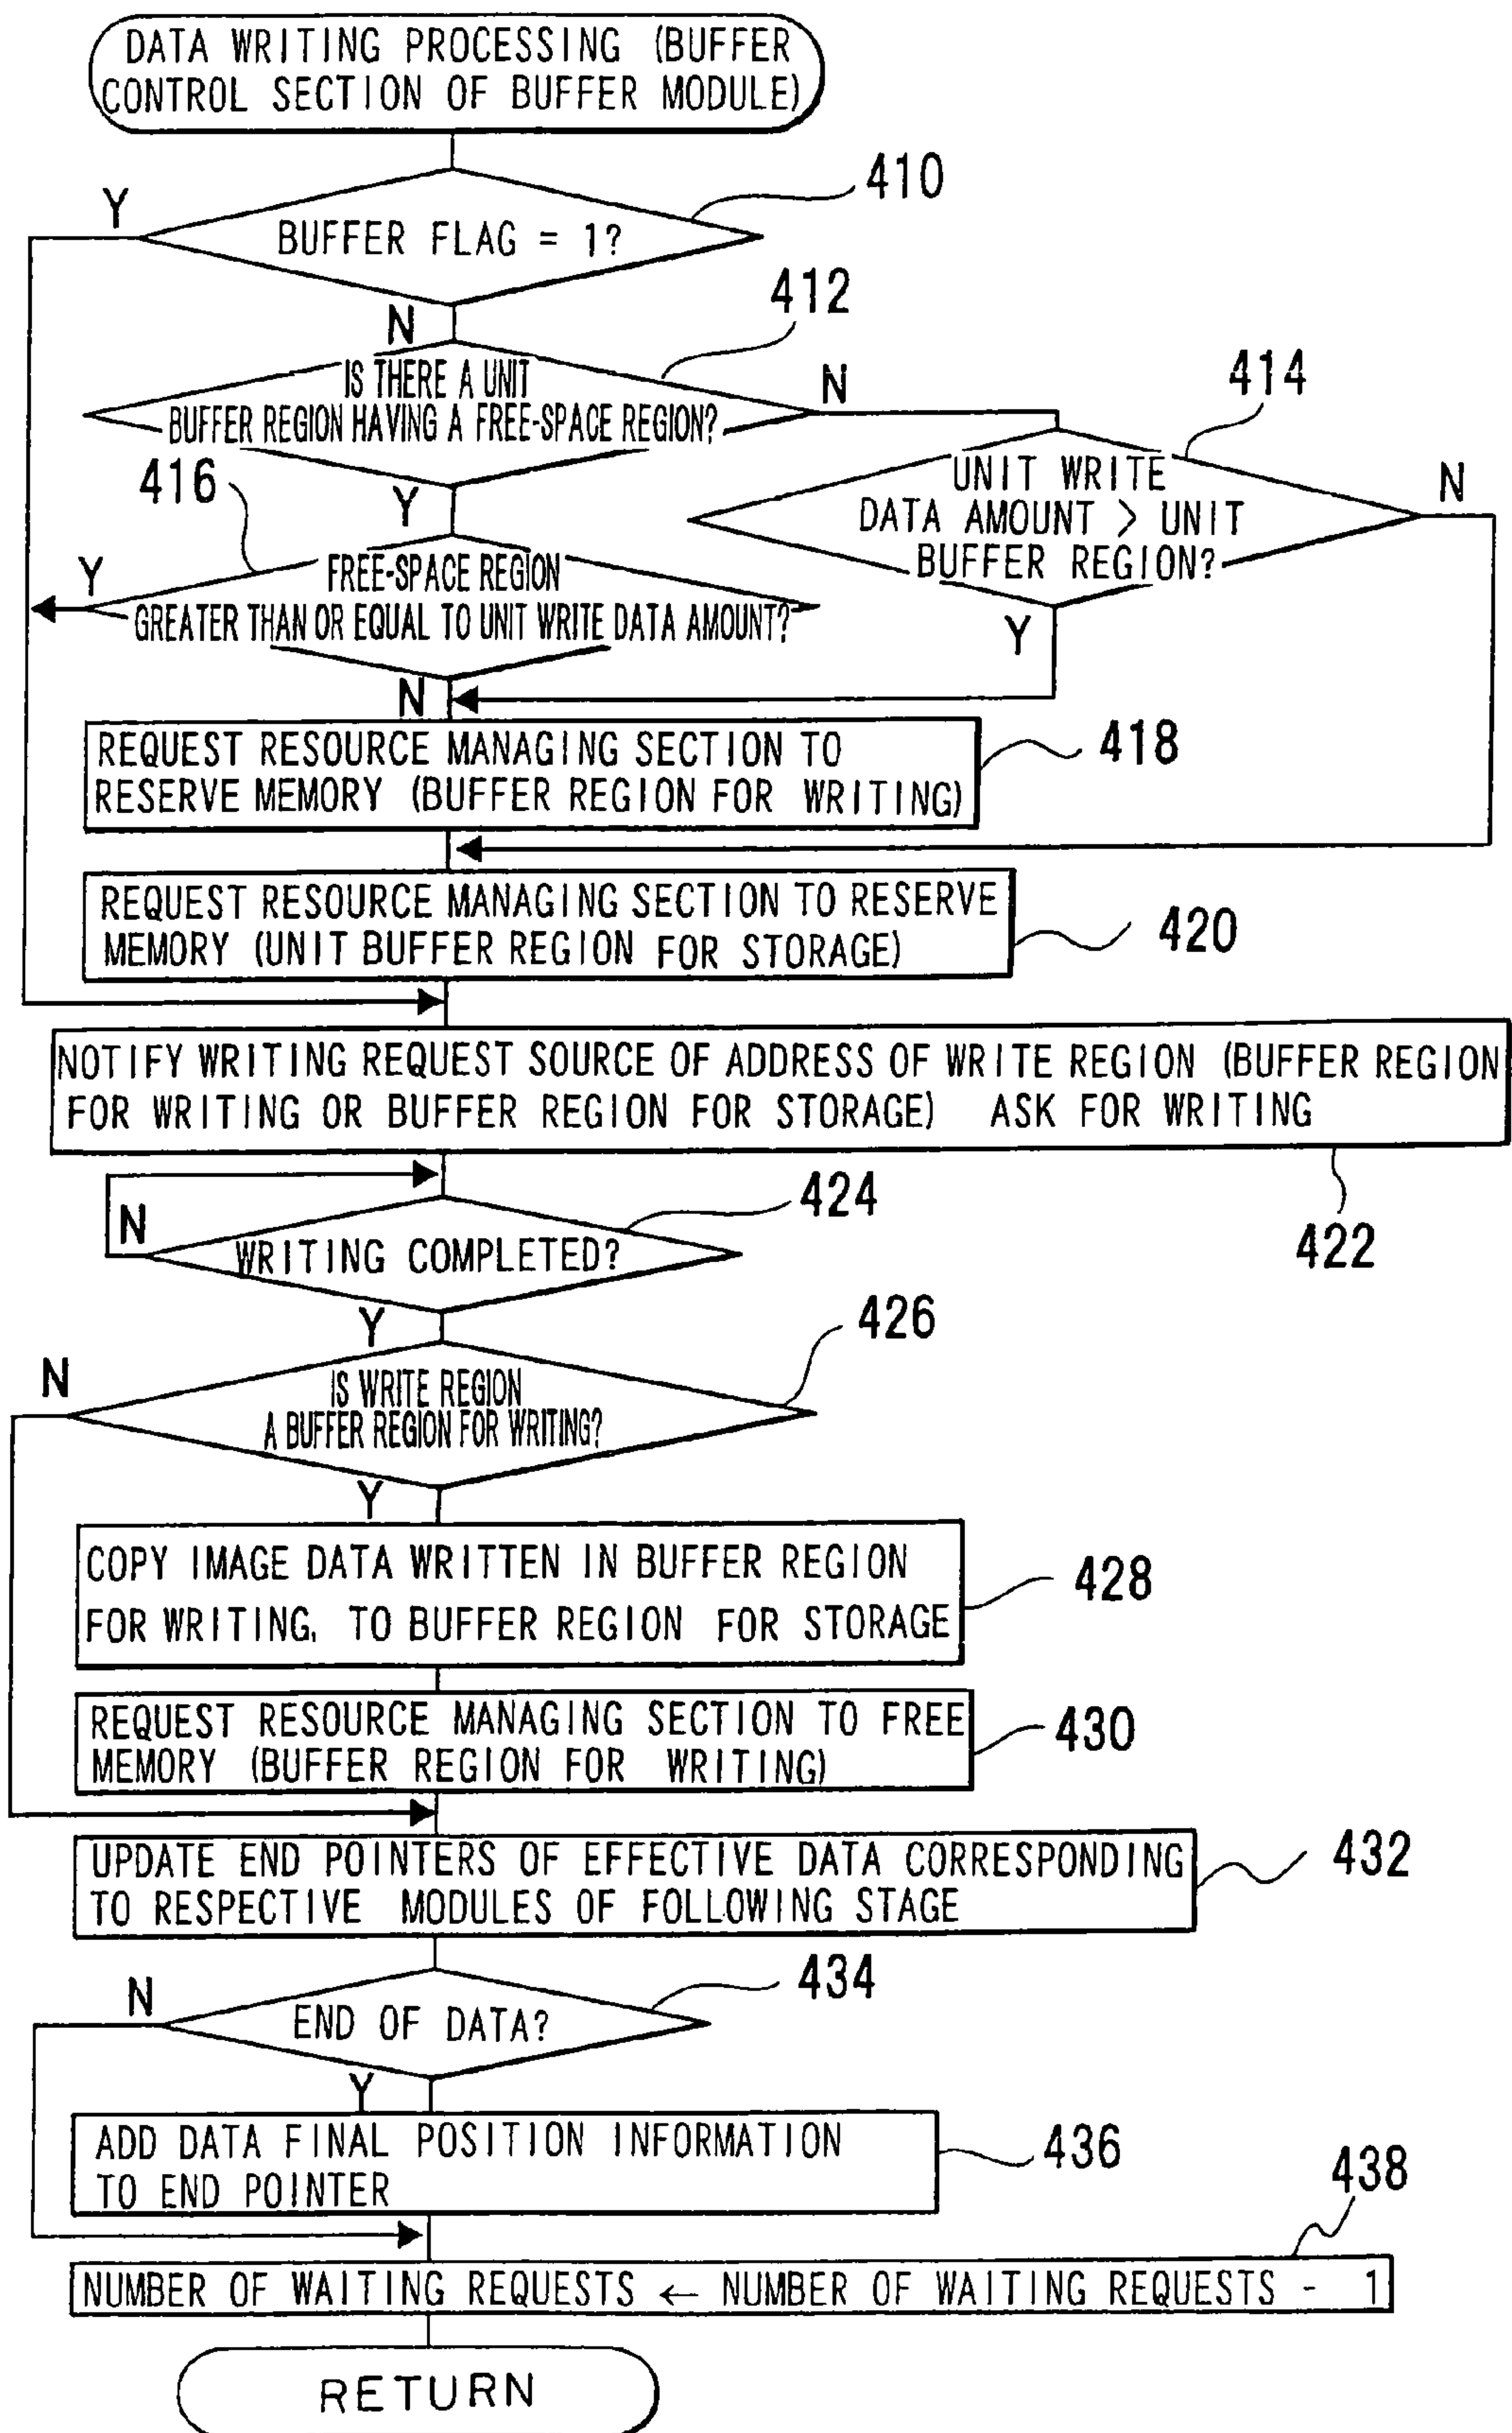 DATA WRITING PROCESSING (BUFFER
CONTROL SECTION OF BUFFER MODULE)
410
Y
BUFFER FLAG = 1?
412
N
IS THERE A UNIT
BUFFER REGION HAVING A FREE-SPACE REGION?
N
414
416
Y
UNIT WRITE
DATA AMOUNT > UNIT
BUFFER REGION?
N
Y
Y
FREE-SPACE REGION
GREATER THAN OR EQUAL TO UNIT WRITE DATA AMOUNT?
N
REQUEST RESOURCE MANAGING SECTION TO
RESERVE MEMORY (BUFFER REGION FOR WRITING)
418
REQUEST RESOURCE MANAGING SECTION TO RESERVE
MEMORY (UNIT BUFFER REGION FOR STORAGE)
420
NOTIFY WRITING REQUEST SOURCE OF ADDRESS OF WRITE REGION (BUFFER REGION
FOR WRITING OR BUFFER REGION FOR STORAGE) ASK FOR WRITING
422
424
N
WRITING COMPLETED?
Y
426
N
IS WRITE REGION
A BUFFER REGION FOR WRITING?
Y
COPY IMAGE DATA WRITTEN IN BUFFER REGION
FOR WRITING, TO BUFFER REGION FOR STORAGE
428
REQUEST RESOURCE MANAGING SECTION TO FREE
MEMORY (BUFFER REGION FOR WRITING)
430
UPDATE END POINTERS OF EFFECTIVE DATA CORRESPONDING
TO RESPECTIVE MODULES OF FOLLOWING STAGE
432
434
N
END OF DATA?
Y
ADD DATA FINAL POSITION INFORMATION
TO END POINTER
436
438
NUMBER OF WAITING REQUESTS ← NUMBER OF WAITING REQUESTS - 1
RETURN